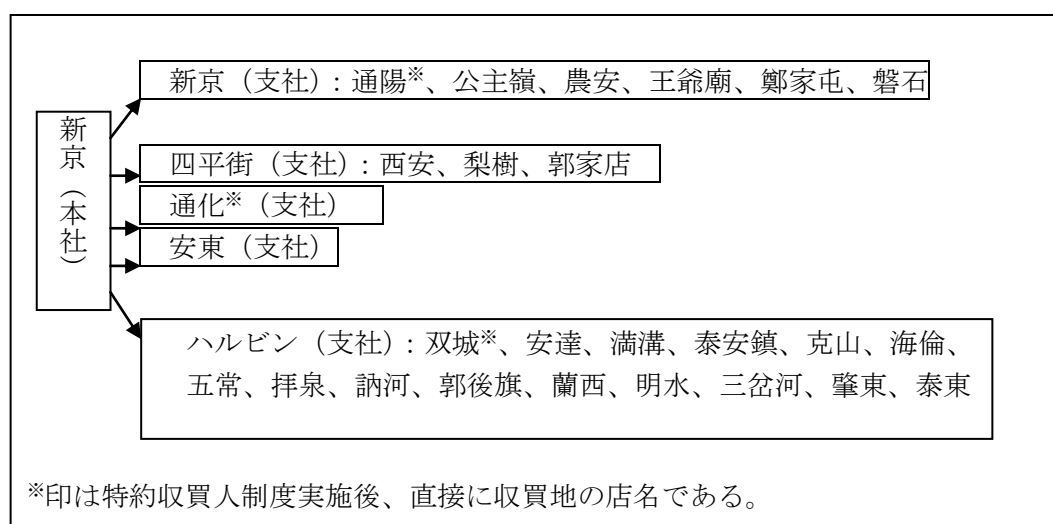 新京（支社）：通陽※、公主嶺、農安、王爺廟、鄭家屯、磐石
新京（本社）
四平街（支社）：西安、梨樹、郭家店
通化※（支社）
安東（支社）
ハルビン（支社）：双城※、安達、満溝、泰安鎮、克山、海倫、
五常、拝泉、訥河、郭後旗、蘭西、明水、三岔河、肇東、泰東
※印は特約収買人制度実施後、直接に収買地の店名である。